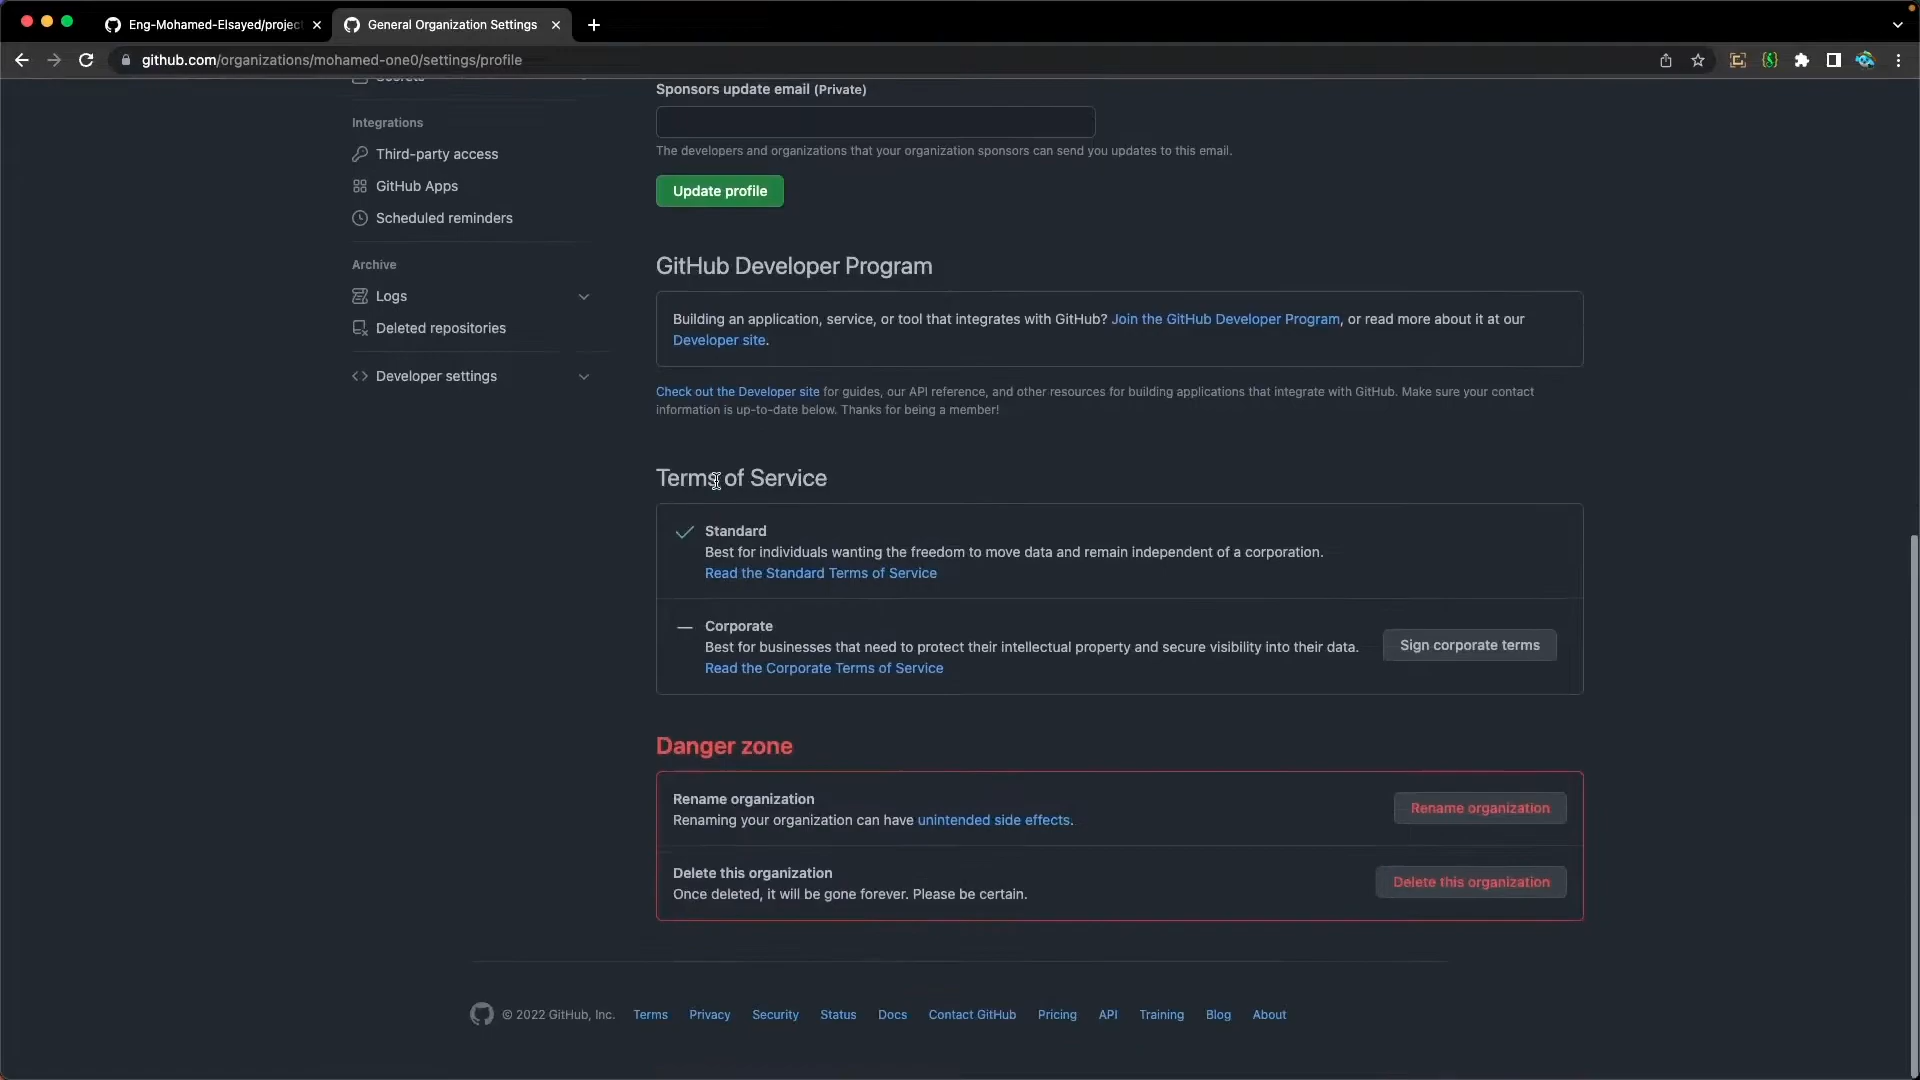 Eng-Mohamed-Elsayed/projec
General Organization Settings
github.com/organizations/mohamed-one0/settings/profile
Secrets
Integrations
Third-party access
GitHub Apps
Scheduled reminders
Archive
Logs
Deleted repositories
Developer settings
Sponsors update email (Private)
The developers and organizations that your organization sponsors can send you updates to this email.
Update profile
GitHub Developer Program
Building an application, service, or tool that integrates with GitHub? Join the GitHub Developer Program, or read more about it at our
Developer site.
Check out the Developer site for guides, our API reference, and other resources for building applications that integrate with GitHub. Make sure your contact
information is up-to-date below. Thanks for being a member!
Terms of Service
Standard
Best for individuals wanting the freedom to move data and remain independent of a corporation.
Read the Standard Terms of Service
Corporate
Best for businesses that need to protect their intellectual property and secure visibility into their data.
Read the Corporate Terms of Service
Sign corporate terms
Danger zone
Rename organization
Renaming your organization can have unintended side effects.
Rename organization
Delete this organization
Once deleted, it will be gone forever. Please be certain.
Delete this organization
© 2022 GitHub, Inc. Terms Privacy Security Status Docs Contact GitHub Pricing API Training Blog About